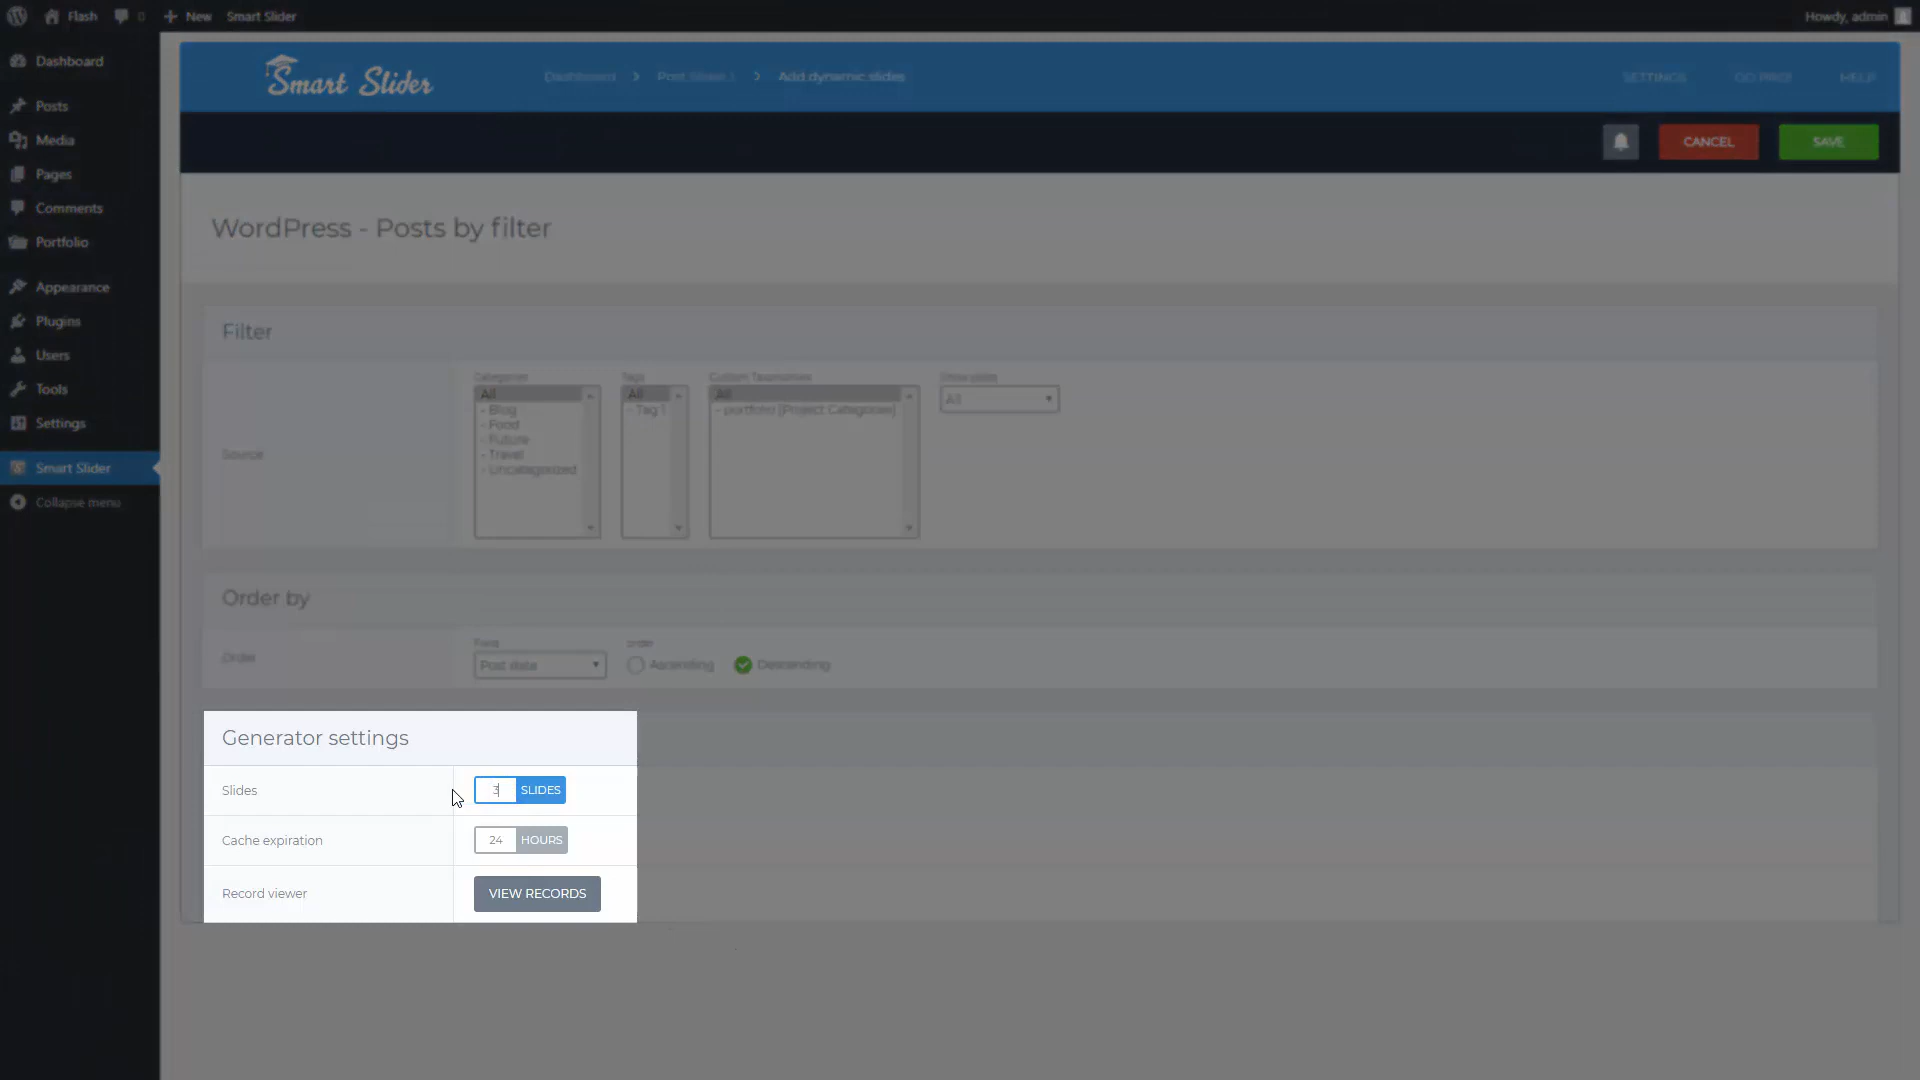 Flash
0
New
Smart Slider
Howdy, admin
Dashboard
Posts
Media
Pages
Comments
Portfolio
Appearance
Plugins
Users
Tools
Settings
Smart Slider
Collapse menu
Smart Slider
Dashboard
Post Slider 1
Add dynamic slides
SETTINGS
GO PRO!
HELP
CANCEL
SAVE
WordPress - Posts by filter
Filter
Source
Categories
All
- Blog
- Food
- Future
- Travel
- Uncategorized
Tags
All
- Tag 1
Custom Taxonomies
All
- portfolio (Project Categories)
All
Order by
Order
Field
Post date
order
Ascending
Descending
Generator settings
Slides
3 SLIDES
Cache expiration
24 HOURS
Record viewer
VIEW RECORDS